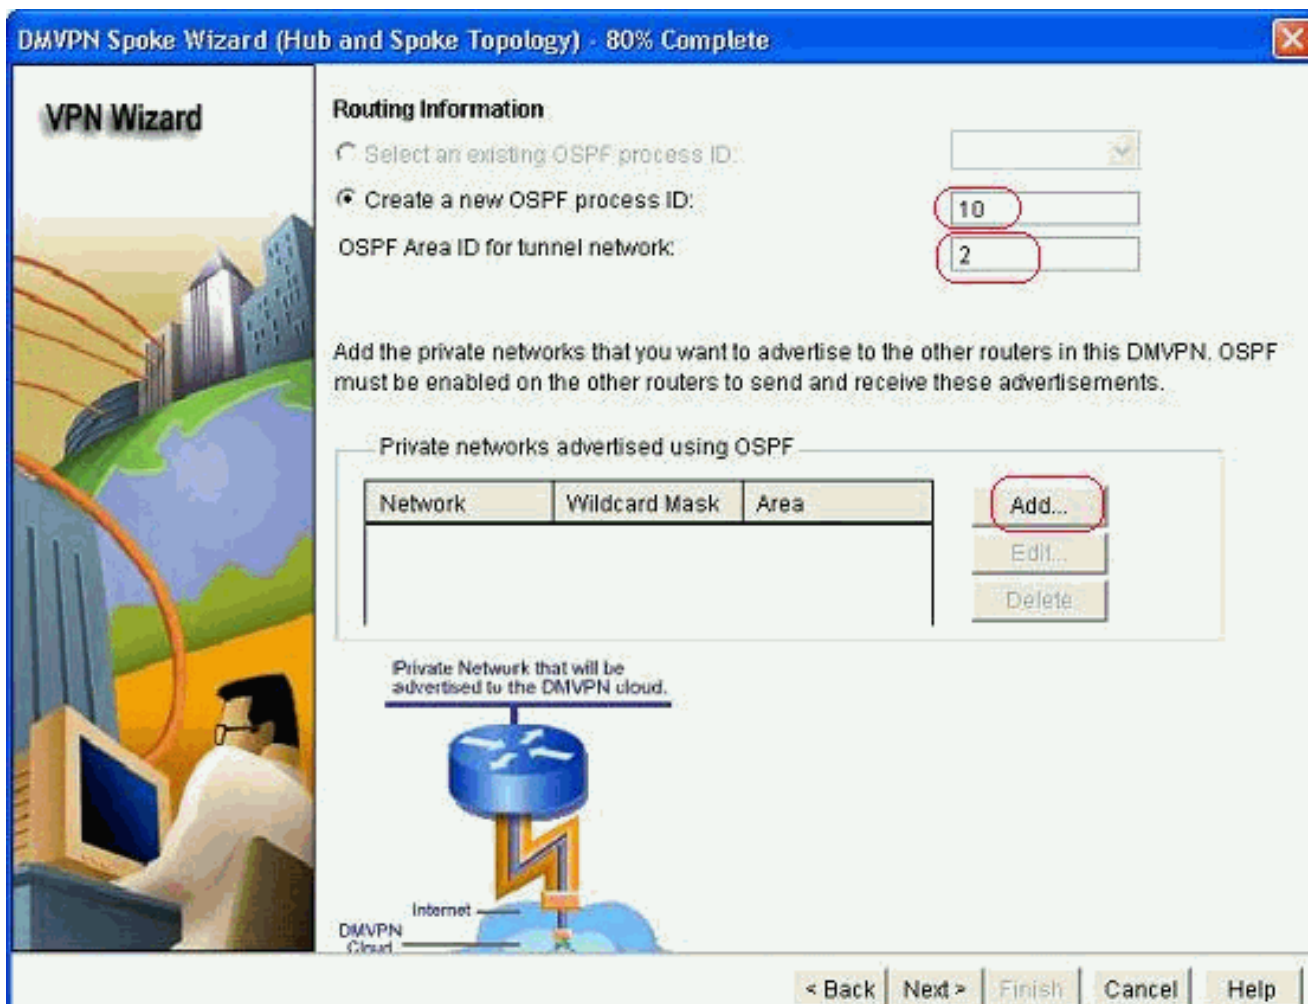 DMVPN Spoke Wizard (Hub and Spoke Topology) - 80% Complete
VPN Wizard
Routing Information
Select an existing OSPF process ID:
Create a new OSPF process ID:
10
OSPF Area ID for tunnel network:
2
Add the private networks that you want to advertise to the other routers in this DMVPN. OSPF
must be enabled on the other routers to send and receive these advertisements.
Private networks advertised using OSPF
Network Wildcard Mask Area
Add...
Edit...
Delete
Private Network that will be
advertised to the DMVPN cloud.
Internet
DMVPN
Cloud
< Back Next > Finish Cancel Help